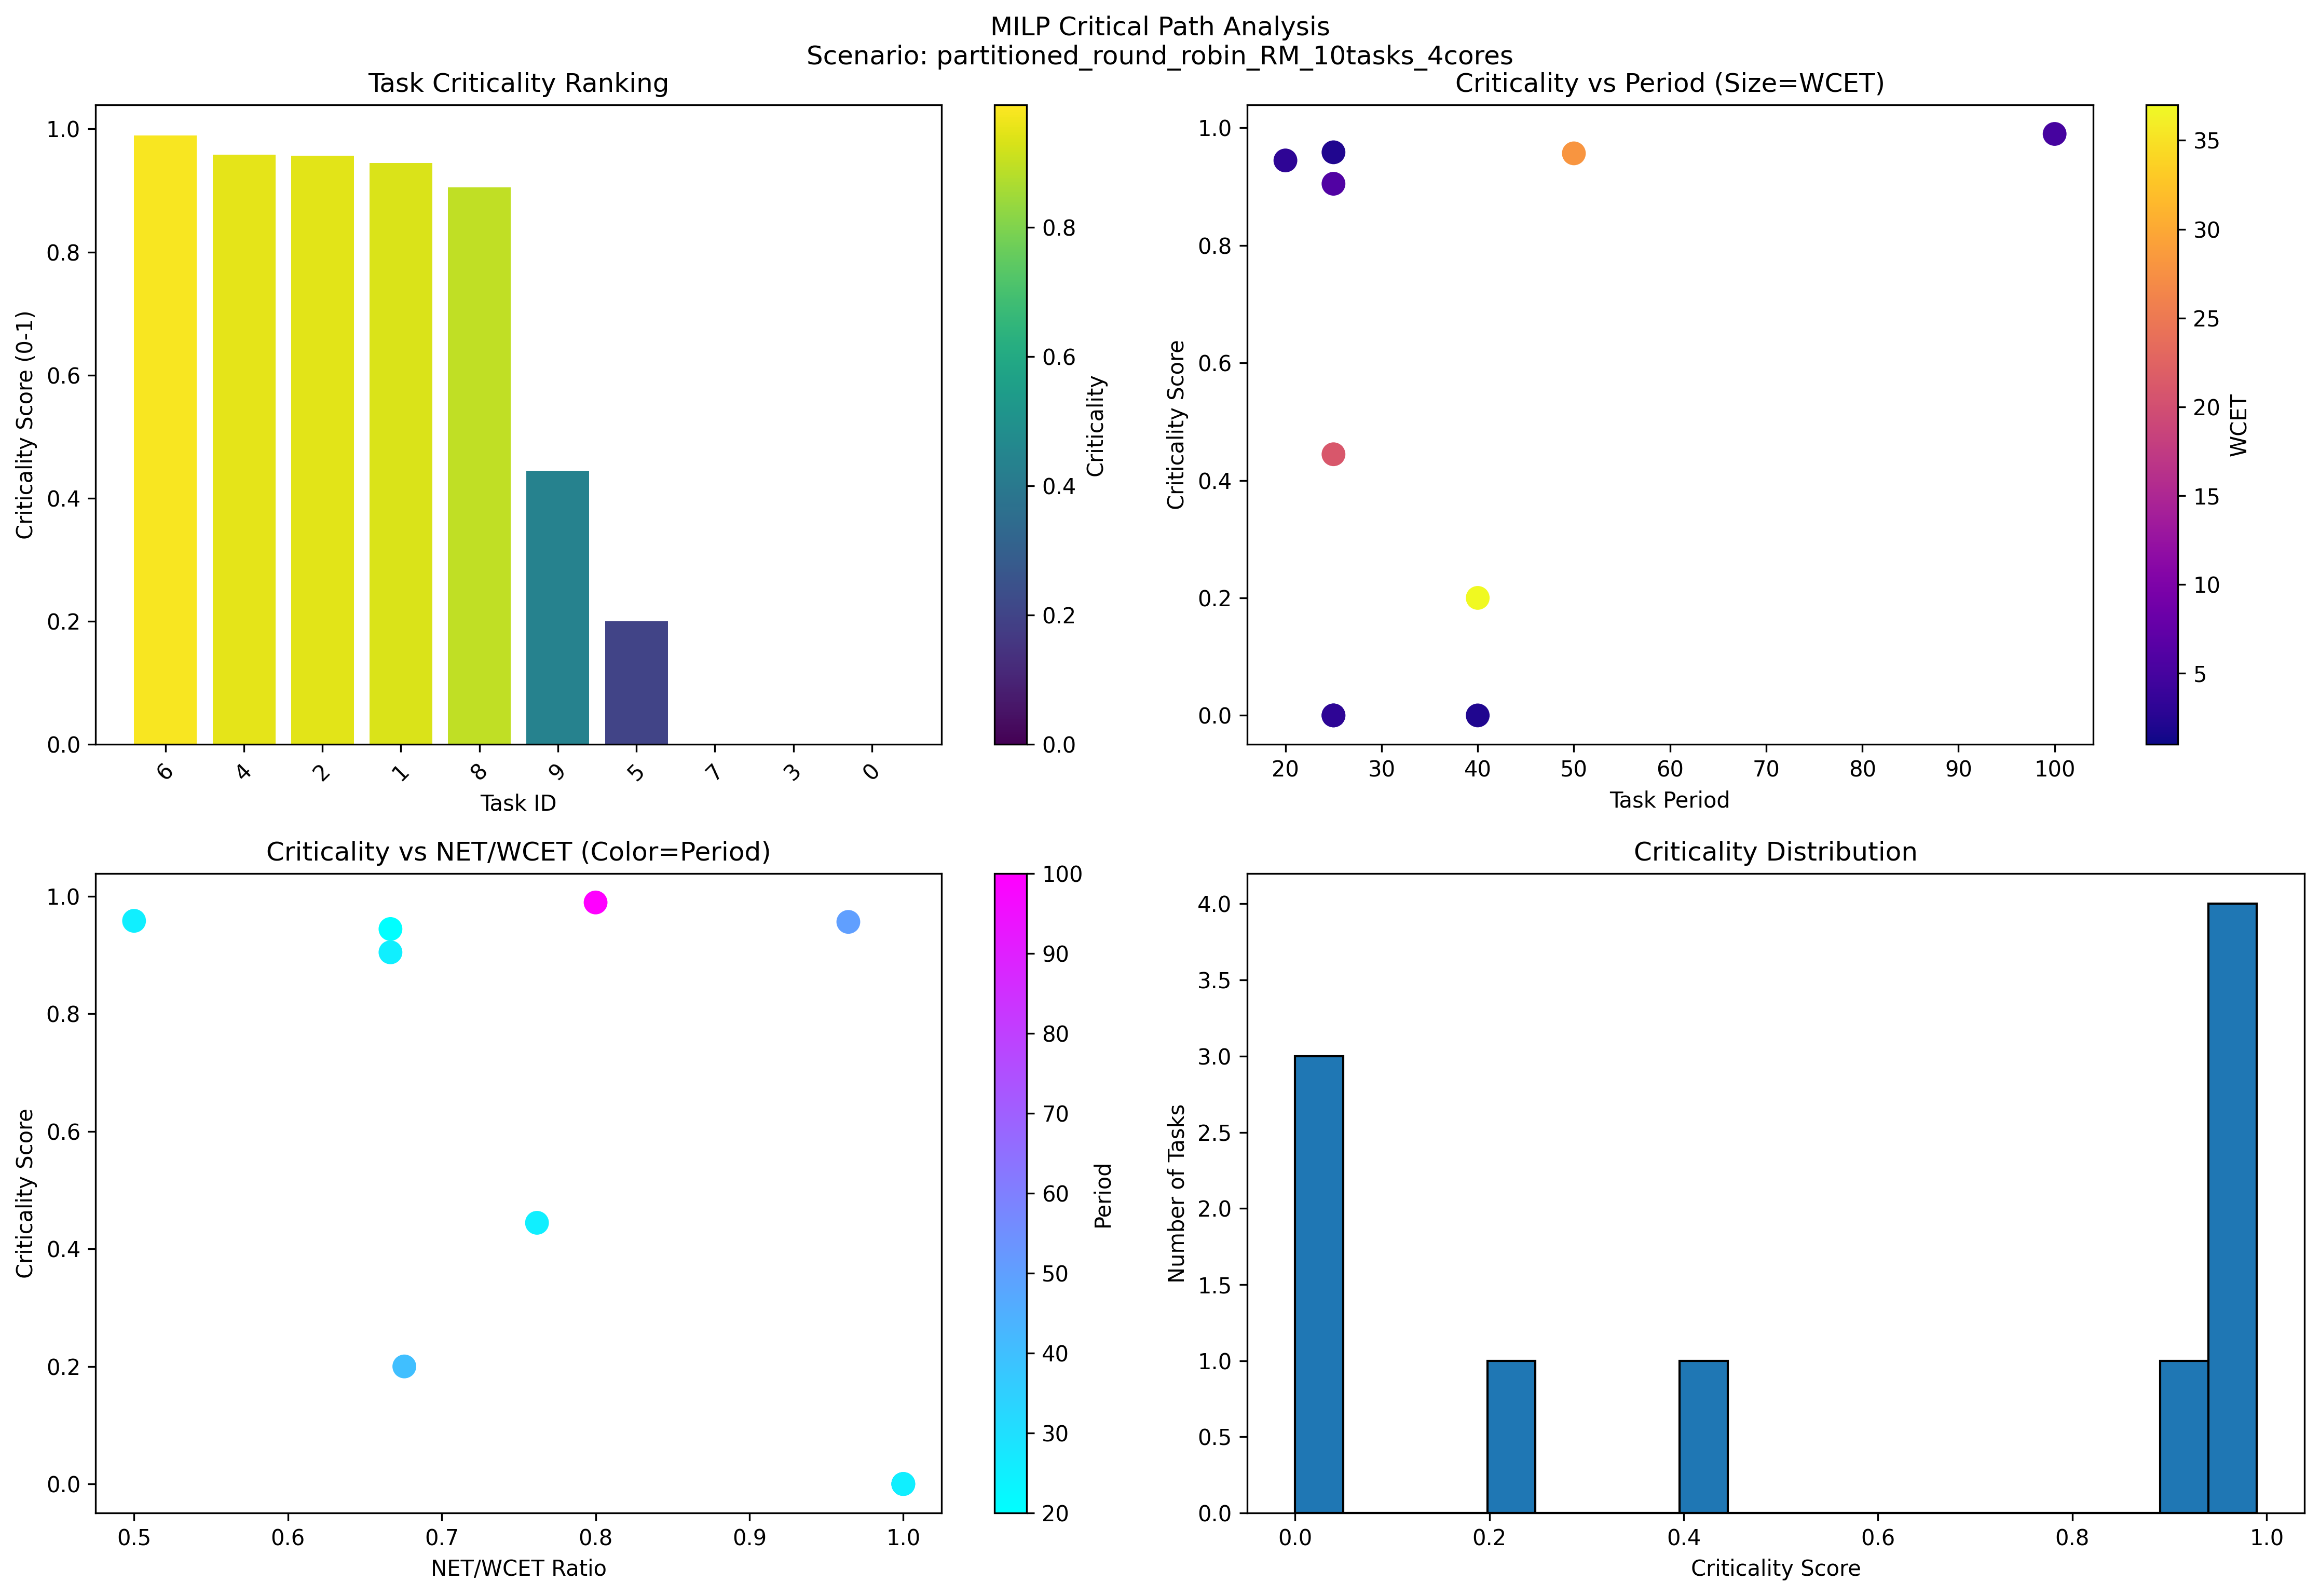 MILP Critical Path Analysis
Scenario: partitioned_round_robin_RM_10tasks_4cores
Task Criticality Ranking
Criticality Score (0-1)
1.0
0.8
0.6
0.4
0.2
0.0
6 4 2 1 8 9 5 7 3 0
Task ID
0.8
0.6
0.4
0.2
0.0
Criticality
Criticality vs Period (Size=WCET)
Criticality Score
1.0
0.8
0.6
0.4
0.2
0.0
20 30 40 50 60 70 80 90 100
Task Period
35
30
25
20
15
10
5
WCET
Criticality vs NET/WCET (Color=Period)
Criticality Score
1.0
0.8
0.6
0.4
0.2
0.0
0.5 0.6 0.7 0.8 0.9 1.0
NET/WCET Ratio
100
90
80
70
60
50
40
30
20
Period
Criticality Distribution
Number of Tasks
4.0
3.5
3.0
2.5
2.0
1.5
1.0
0.5
0.0
0.0 0.2 0.4 0.6 0.8 1.0
Criticality Score